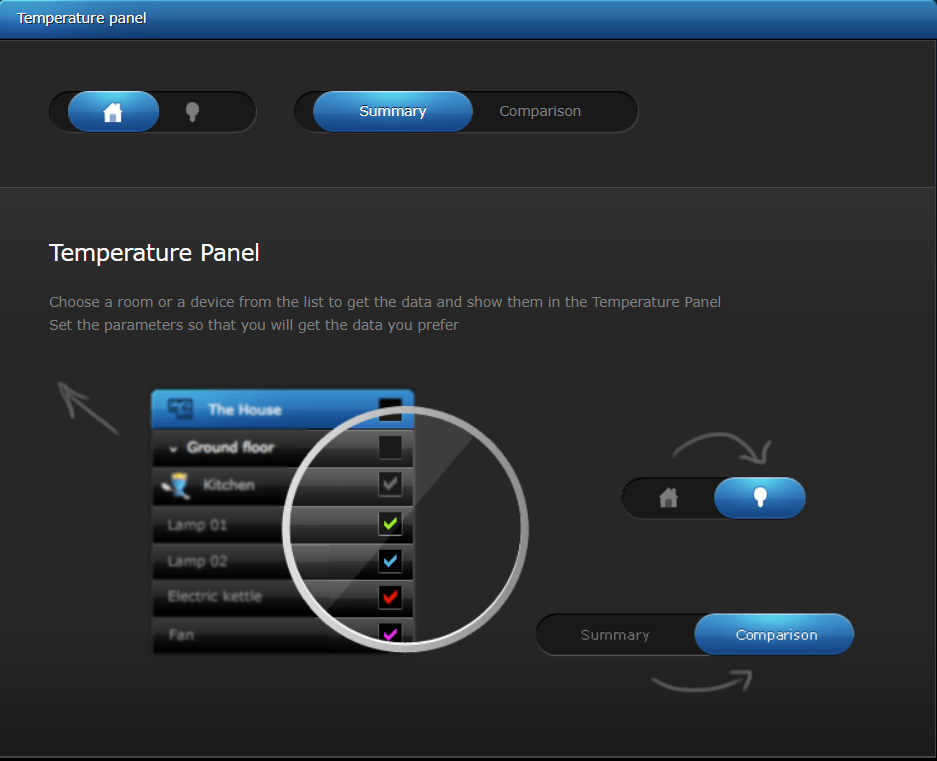 Temperature panel
Summary
Comparison
Temperature Panel
Choose a room or a device from the list to get the data and show them in the Temperature Panel
Set the parameters so that you will get the data you prefer
The House
Ground floor
Kitchen
Lamp 01
Lamp 02
Electric kettle
Fan
Summary
Comparison